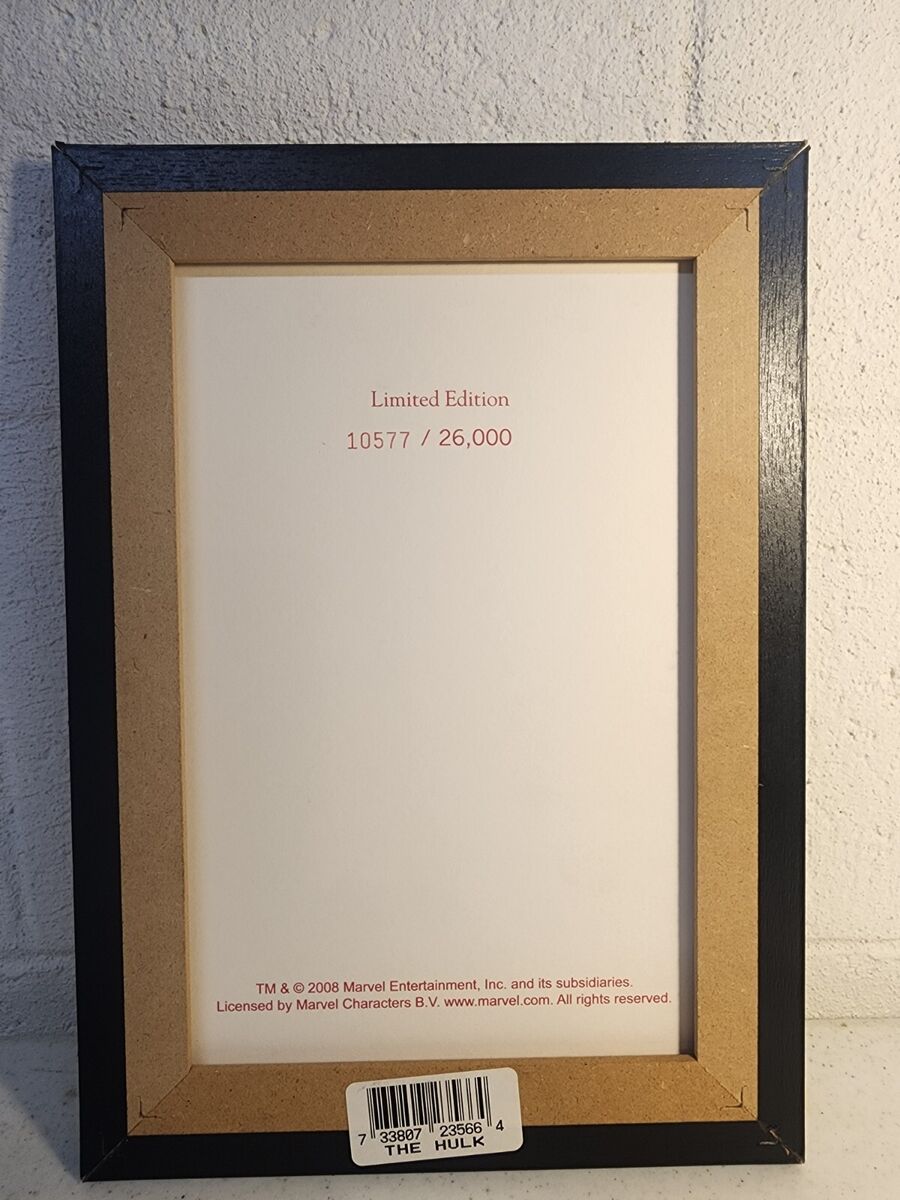 Limited Edition
10577 / 26,000
TM & © 2008 Marvel Entertainment, Inc. and its subsidiaries.
Licensed by Marvel Characters B.V. www.marvel.com. All rights reserved.
7 33807 23566 4
THE HULK